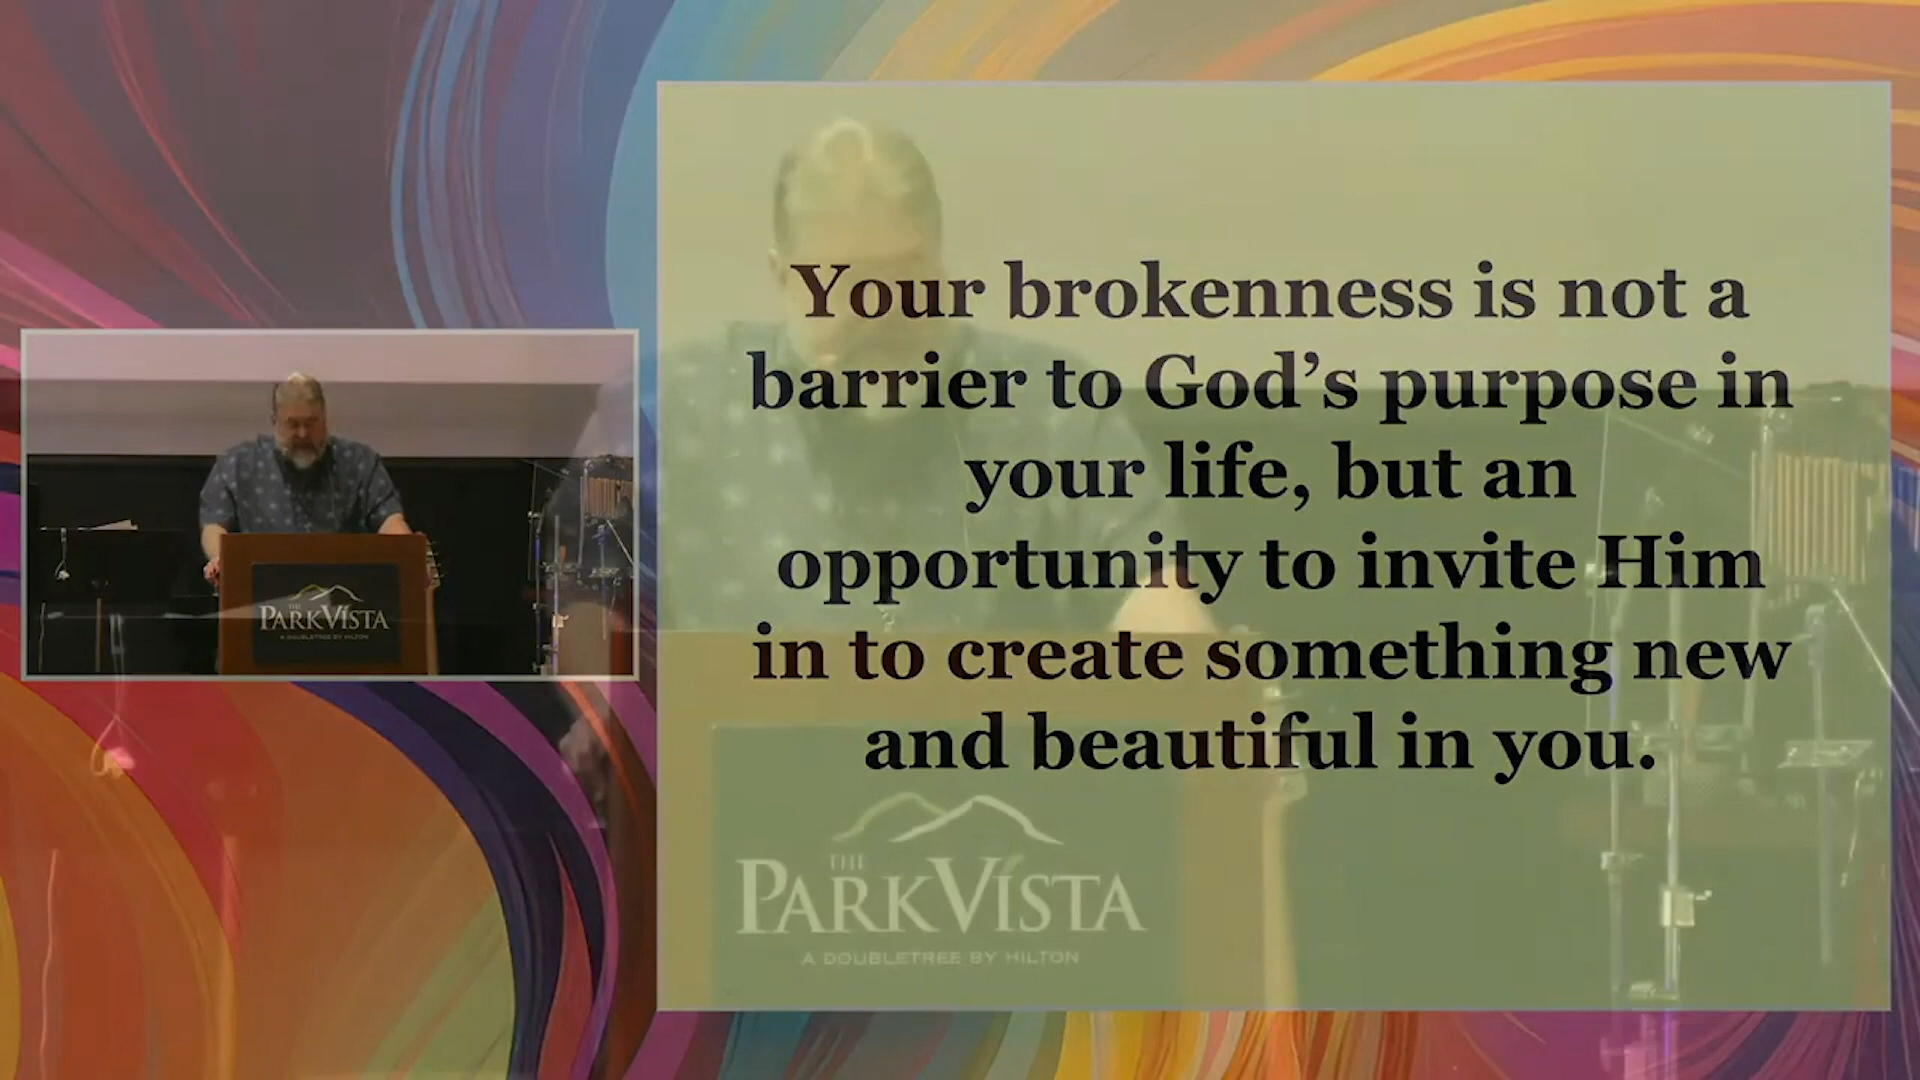 Your brokenness is not a
barrier to God’s purpose in
your life, but an
opportunity to invite Him
in to create something new
and beautiful in you.
THE
PARKVISTA
A DOUBLETREE BY HILTON
THE
PARKVISTA
A DOUBLETREE BY HILTON